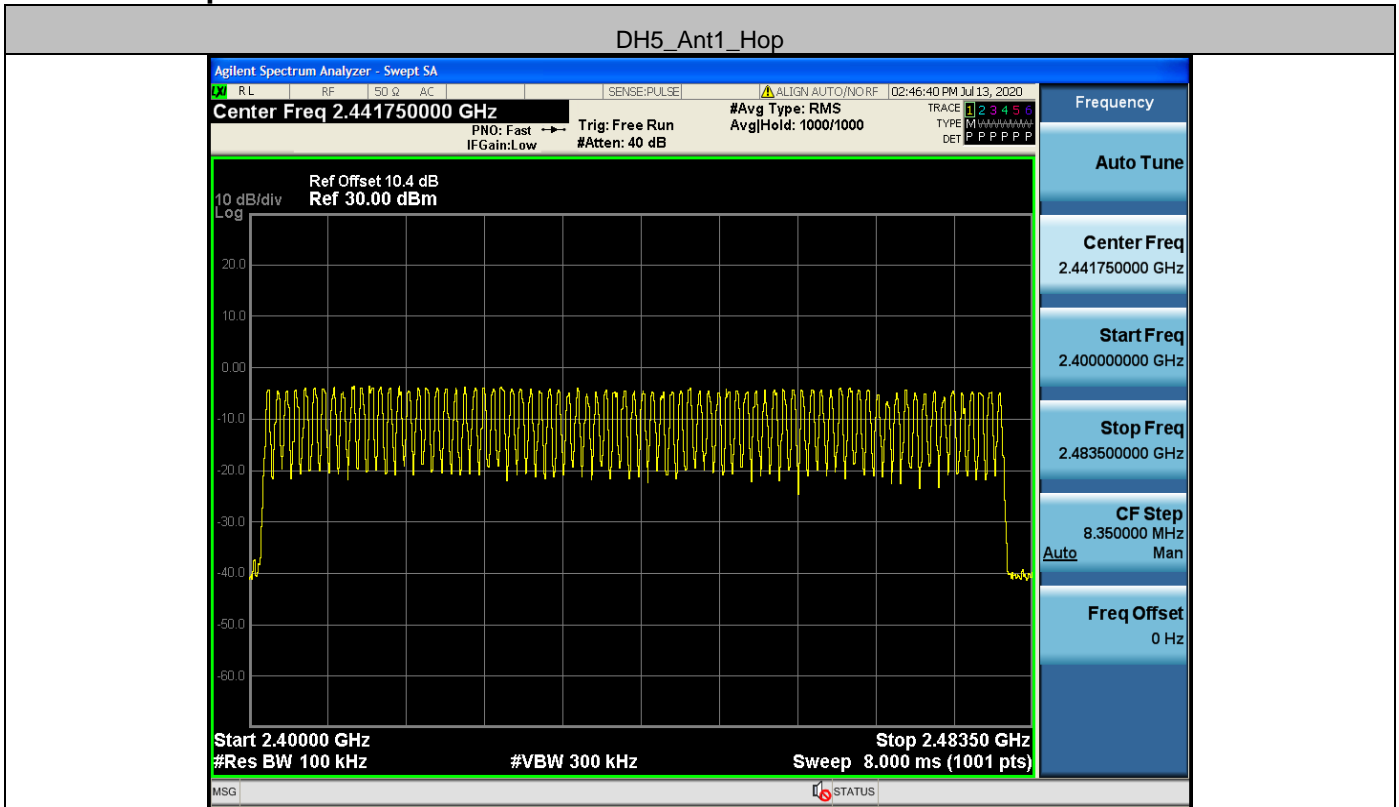 DH5_Ant1_Hop
Agilent Spectrum Analyzer - Swept SA
LXI RL RF 50 Ω AC SENSE:PULSE ALIGN AUTO/NO RF 02:46:40 PM Jul 13, 2020
Center Freq 2.441750000 GHz
PNO: Fast
IFGain:Low
Trig: Free Run
#Atten: 40 dB
#Avg Type: RMS
Avg|Hold: 1000/1000
TRACE 1 2 3 4 5 6
TYPE M W W W W W
DET P P P P P P
Frequency
Auto Tune
Center Freq
2.441750000 GHz
Start Freq
2.400000000 GHz
Stop Freq
2.483500000 GHz
CF Step
8.350000 MHz
Auto Man
Freq Offset
0 Hz
Ref Offset 10.4 dB
10 dB/div Ref 30.00 dBm
Log
20.0
10.0
0.00
-10.0
-20.0
-30.0
-40.0
-50.0
-60.0
Start 2.40000 GHz Stop 2.48350 GHz
#Res BW 100 kHz #VBW 300 kHz Sweep 8.000 ms (1001 pts)
MSG STATUS